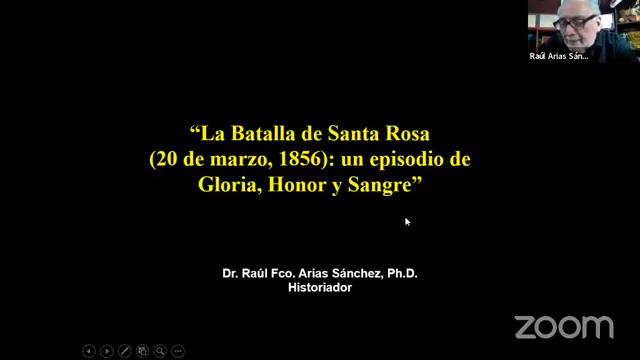 Raúl Arias Sán...
“La Batalla de Santa Rosa
(20 de marzo, 1856): un episodio de
Gloria, Honor y Sangre”
Dr. Raúl Fco. Arias Sánchez, Ph.D.
Historiador
zoom